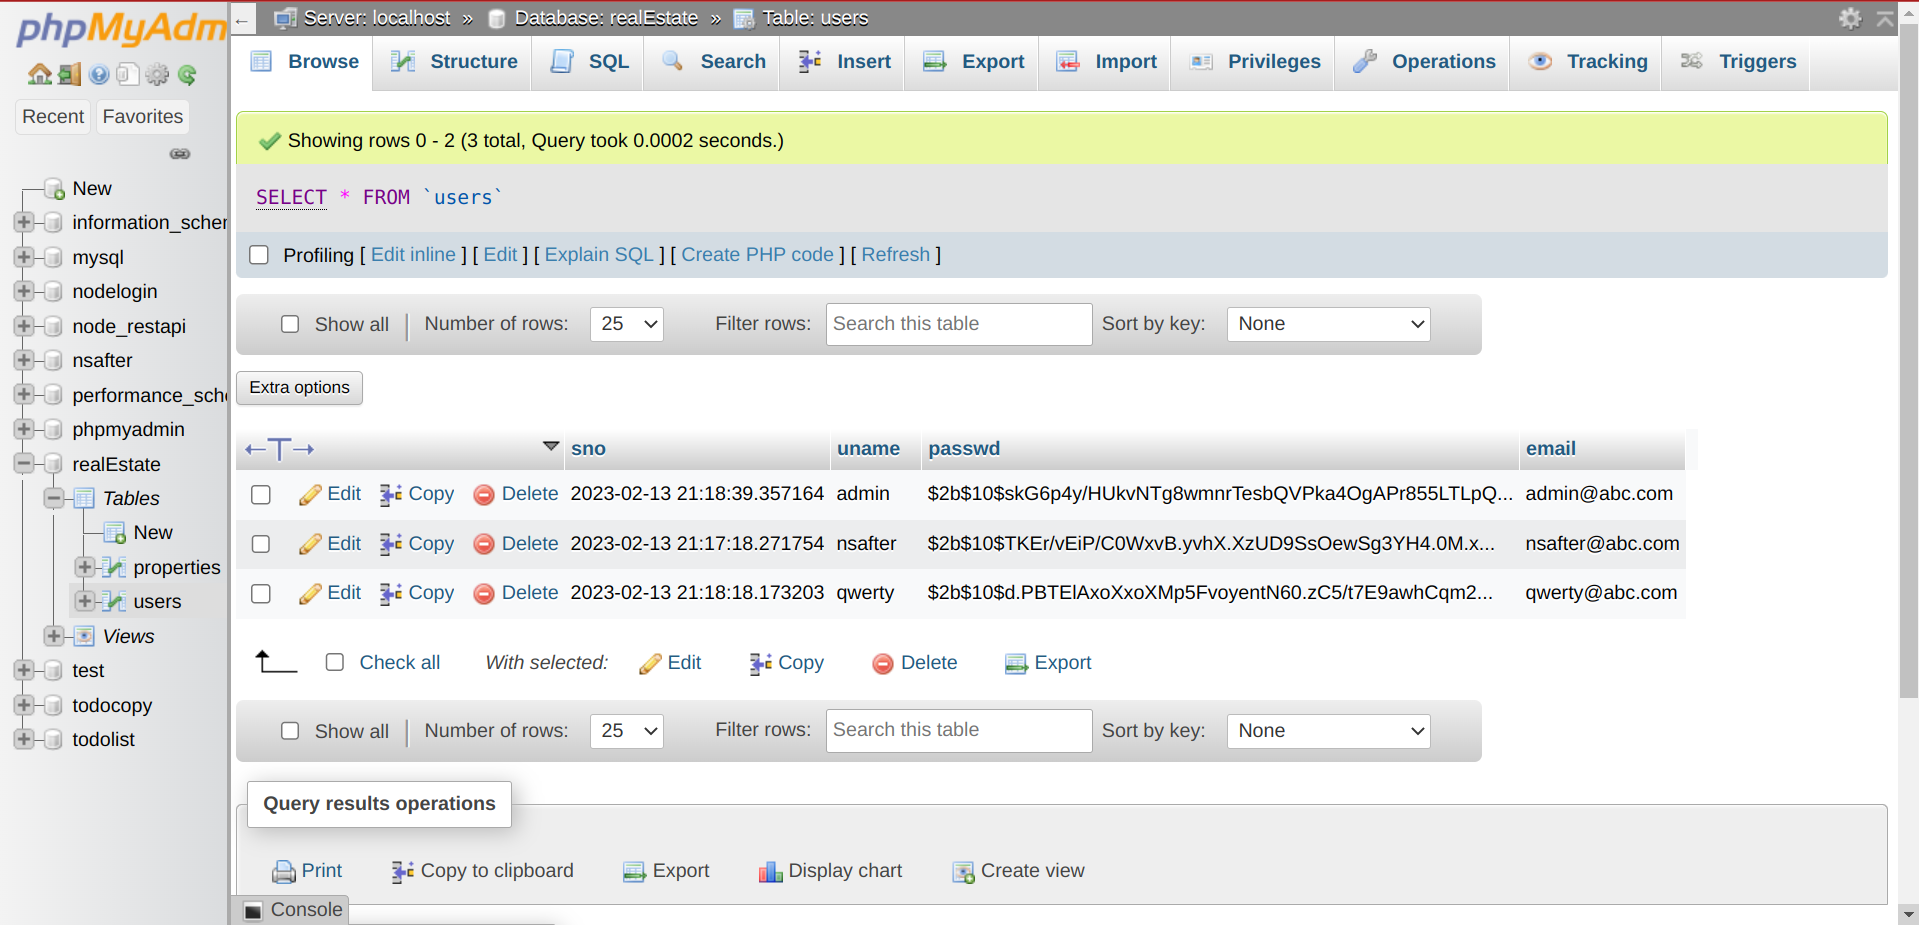 phpMyAdm
Recent Favorites
New
information_scher
mysql
nodelogin
node_restapi
nsafter
performance_sch
phpmyadmin
realEstate
Tables
New
properties
users
Views
test
todocopy
todolist
← Server: localhost » Database: realEstate » Table: users
Browse Structure SQL Search Insert Export Import Privileges Operations Tracking Triggers
Showing rows 0 - 2 (3 total, Query took 0.0002 seconds.)
SELECT * FROM `users`
Profiling [ Edit inline ] [ Edit ] [ Explain SQL ] [ Create PHP code ] [ Refresh ]
Show all | Number of rows: 25 Filter rows: Search this table Sort by key: None
Extra options
←T→ sno uname passwd email
Edit Copy Delete 2023-02-13 21:18:39.357164 admin $2b$10$skG6p4y/HUkvNTg8wmnrTesbQVPka4OgAPr855LTLpQ... admin@abc.com
Edit Copy Delete 2023-02-13 21:17:18.271754 nsafter $2b$10$TKEr/vEiP/C0WxvB.yvhX.XzUD9SsOewSg3YH4.0M.x... nsafter@abc.com
Edit Copy Delete 2023-02-13 21:18:18.173203 qwerty $2b$10$d.PBTElAxoXxoXMp5FvoyentN60.zC5/t7E9awhCqm2... qwerty@abc.com
Check all With selected: Edit Copy Delete Export
Show all | Number of rows: 25 Filter rows: Search this table Sort by key: None
Query results operations
Print Copy to clipboard Export Display chart Create view
Console